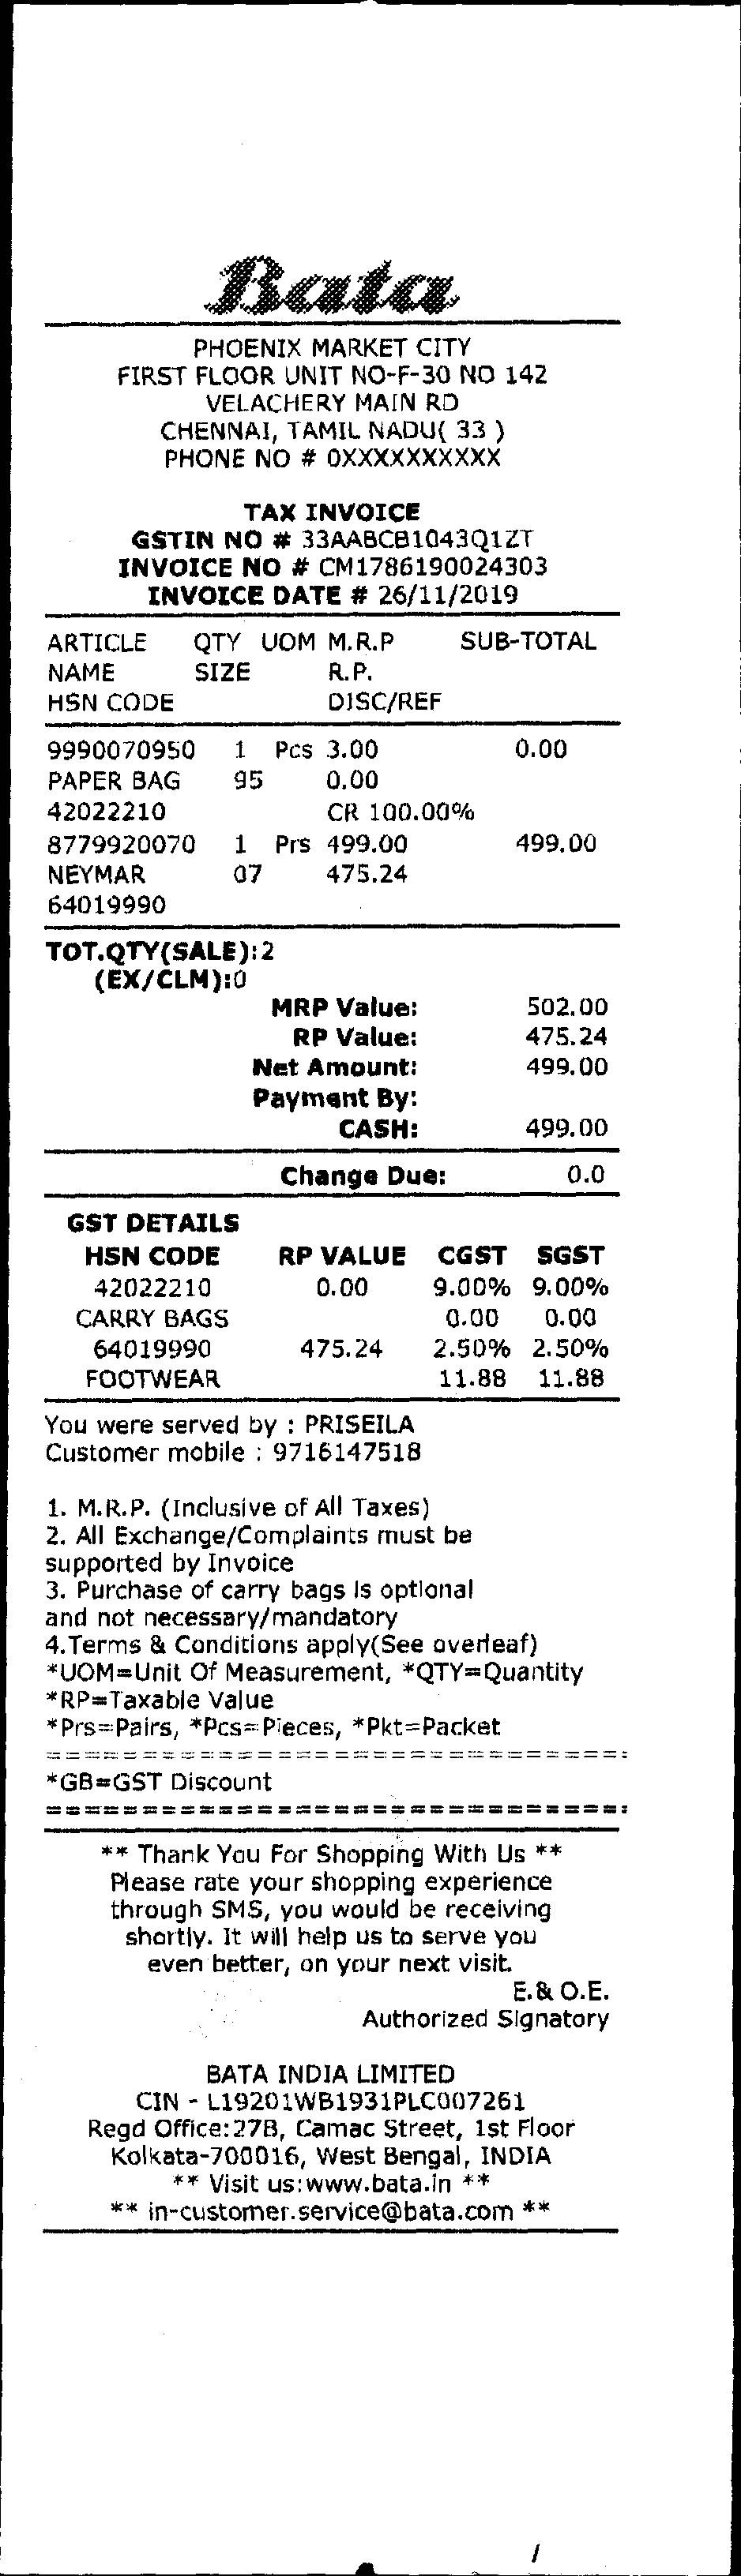 Bata
PHOENIX MARKET CITY
FIRST FLOOR UNIT NO-F-30 NO 142
VELACHERY MAIN RD
CHENNAI, TAMIL NADU( 33 )
PHONE NO # 0XXXXXXXXXX
TAX INVOICE
GSTIN NO # 33AABCB1043Q1ZT
INVOICE NO # CM1786190024303
INVOICE DATE # 26/11/2019
ARTICLE QTY UOM M.R.P SUB-TOTAL
NAME SIZE R.P.
HSN CODE DISC/REF
9990070950 1 Pcs 3.00 0.00
PAPER BAG 95 0.00
42022210 CR 100.00%
8779920070 1 Prs 499.00 499.00
NEYMAR 07 475.24
64019990
TOT.QTY(SALE):2
(EX/CLM):0
MRP Value: 502.00
RP Value: 475.24
Net Amount: 499.00
Payment By:
CASH: 499.00
Change Due: 0.0
GST DETAILS
HSN CODE RP VALUE CGST SGST
42022210 0.00 9.00% 9.00%
CARRY BAGS 0.00 0.00
64019990 475.24 2.50% 2.50%
FOOTWEAR 11.88 11.88
You were served by : PRISEILA
Customer mobile : 9716147518
1. M.R.P. (Inclusive of All Taxes)
2. All Exchange/Complaints must be
supported by Invoice
3. Purchase of carry bags is optional
and not necessary/mandatory
4.Terms & Conditions apply(See overleaf)
*UOM=Unit Of Measurement, *QTY=Quantity
*RP=Taxable Value
*Prs=Pairs, *Pcs=Pieces, *Pkt=Packet
==============================:
*GB=GST Discount
==============================:
** Thank You For Shopping With Us **
Please rate your shopping experience
through SMS, you would be receiving
shortly. It will help us to serve you
even better, on your next visit.
E.& O.E.
Authorized Signatory
BATA INDIA LIMITED
CIN - L19201WB1931PLC007261
Regd Office:27B, Camac Street, 1st Floor
Kolkata-700016, West Bengal, INDIA
** Visit us:www.bata.in **
** in-customer.service@bata.com **